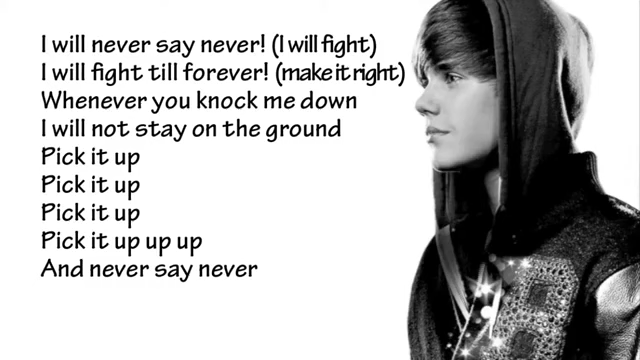 I will never say never! (I will fight)
I will fight till forever! (make it right)
Whenever you knock me down
I will not stay on the ground
Pick it up
Pick it up
Pick it up
Pick it up up up
And never say never